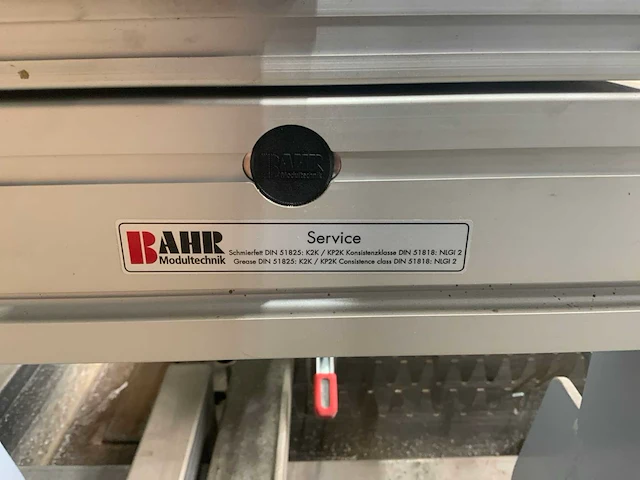 BAHR
Modultechnik
BAHR
Modultechnik
Service
Schmierfett DIN 51825: K2K / KP2K Konsistenzklasse DIN 51818: NLGI 2
Grease DIN 51825: K2K / KP2K Consistence class DIN 51818: NLGI 2